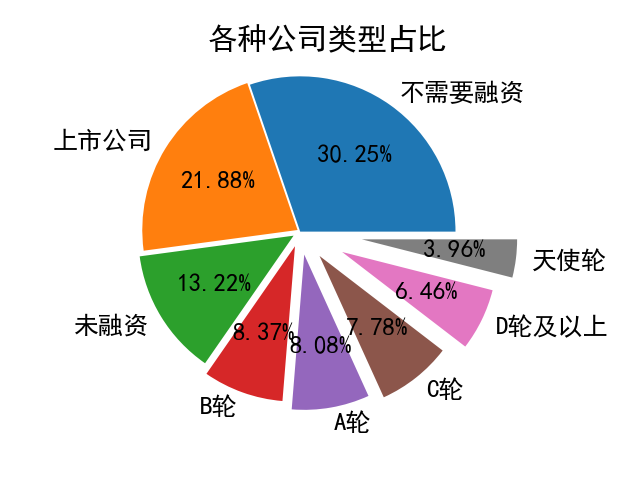 各种公司类型占比
不需要融资
30.25%
上市公司
21.88%
未融资
13.22%
B轮
8.37%
A轮
8.08%
C轮
7.78%
D轮及以上
6.46%
天使轮
3.96%